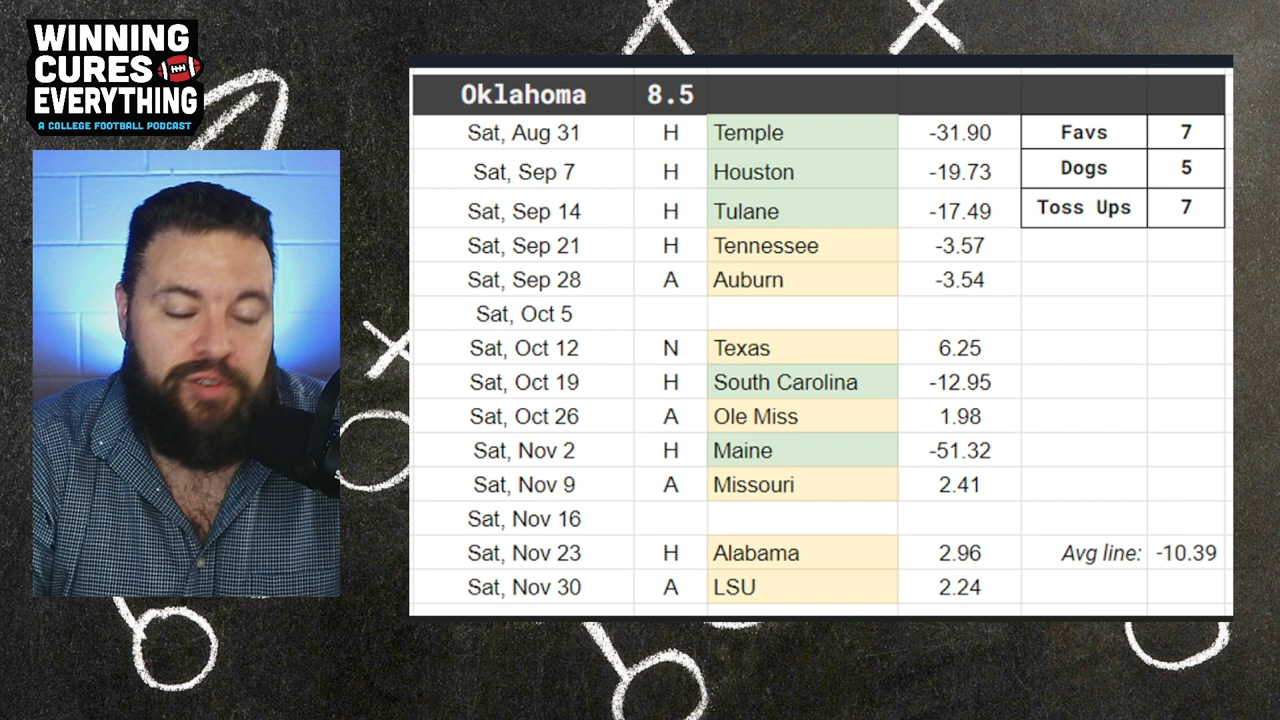 WINNING
CURES
EVERYTHING
A COLLEGE FOOTBALL PODCAST
Oklahoma 8.5
Sat, Aug 31 H Temple -31.90 Favs 7
Sat, Sep 7 H Houston -19.73 Dogs 5
Sat, Sep 14 H Tulane -17.49 Toss Ups 7
Sat, Sep 21 H Tennessee -3.57
Sat, Sep 28 A Auburn -3.54
Sat, Oct 5
Sat, Oct 12 N Texas 6.25
Sat, Oct 19 H South Carolina -12.95
Sat, Oct 26 A Ole Miss 1.98
Sat, Nov 2 H Maine -51.32
Sat, Nov 9 A Missouri 2.41
Sat, Nov 16
Sat, Nov 23 H Alabama 2.96 Avg line: -10.39
Sat, Nov 30 A LSU 2.24